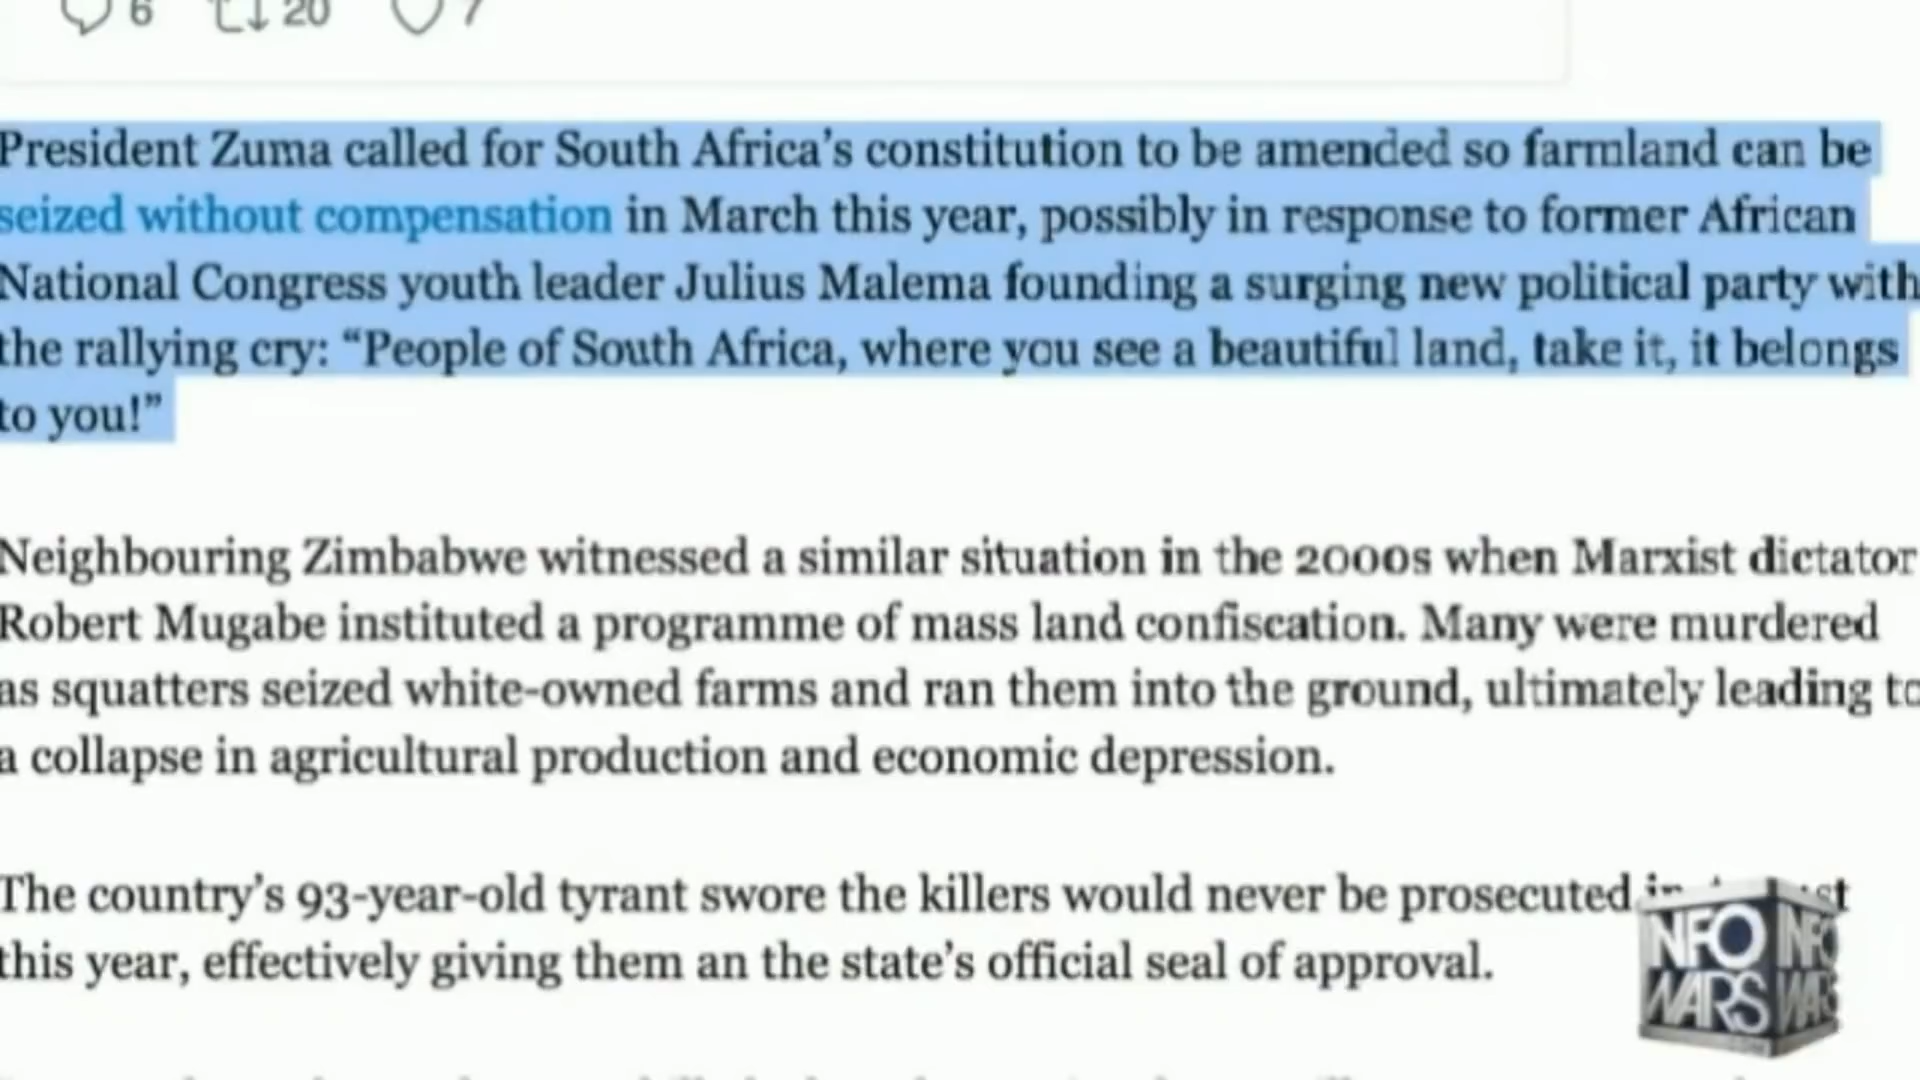 6 20 7
President Zuma called for South Africa's constitution to be amended so farmland can be
seized without compensation in March this year, possibly in response to former African
National Congress youth leader Julius Malema founding a surging new political party with
the rallying cry: “People of South Africa, where you see a beautiful land, take it, it belongs
to you!”
Neighbouring Zimbabwe witnessed a similar situation in the 2000s when Marxist dictator
Robert Mugabe instituted a programme of mass land confiscation. Many were murdered
as squatters seized white-owned farms and ran them into the ground, ultimately leading to
a collapse in agricultural production and economic depression.
The country's 93-year-old tyrant swore the killers would never be prosecuted in
this year, effectively giving them an the state's official seal of approval.
INFO
WARS
INFO
WARS